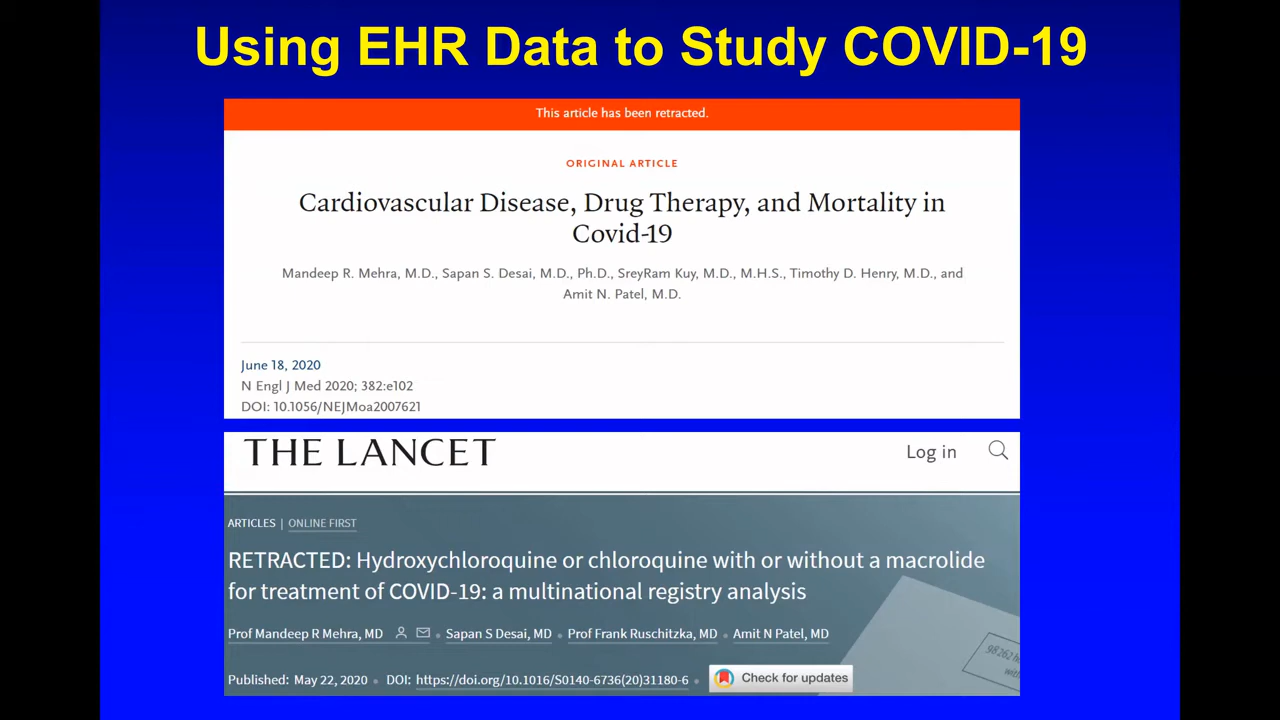 Using EHR Data to Study COVID-19
This article has been retracted.
ORIGINAL ARTICLE
Cardiovascular Disease, Drug Therapy, and Mortality in
Covid-19
Mandeep R. Mehra, M.D., Sapan S. Desai, M.D., Ph.D., SreyRam Kuy, M.D., M.H.S., Timothy D. Henry, M.D., and
Amit N. Patel, M.D.
June 18, 2020
N Engl J Med 2020; 382:e102
DOI: 10.1056/NEJMoa2007621
THE LANCET
Log in
ARTICLES | ONLINE FIRST
RETRACTED: Hydroxychloroquine or chloroquine with or without a macrolide
for treatment of COVID-19: a multinational registry analysis
Prof Mandeep R Mehra, MD • Sapan S Desai, MD • Prof Frank Ruschitzka, MD • Amit N Patel, MD
Published: May 22, 2020 • DOI: https://doi.org/10.1016/S0140-6736(20)31180-6 •
Check for updates